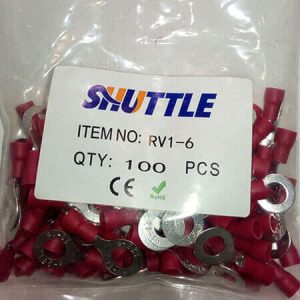 SHUTTLE
ITEM NO: RV1-6
QTY: 100 PCS
CE RoHS